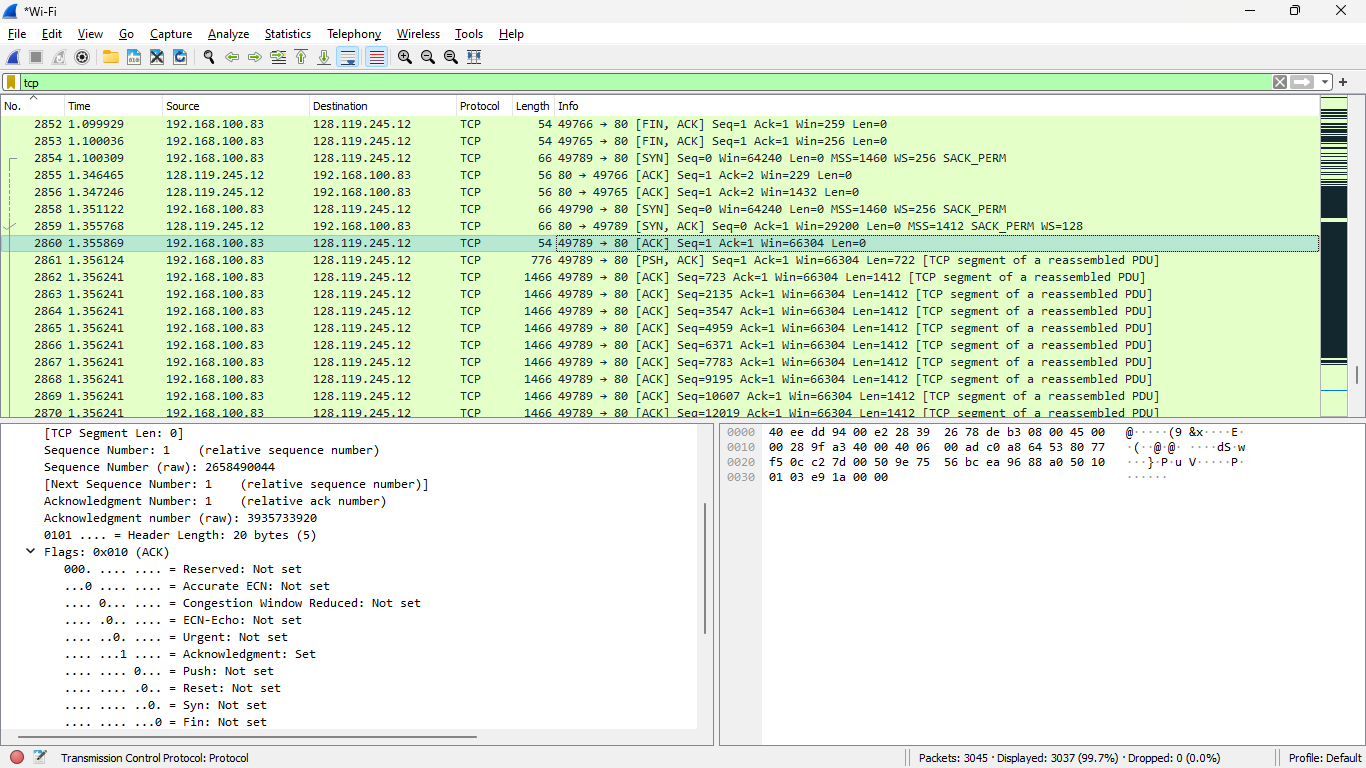 *Wi-Fi
File Edit View Go Capture Analyze Statistics Telephony Wireless Tools Help
tcp
No. Time Source Destination Protocol Length Info
2852 1.099929 192.168.100.83 128.119.245.12 TCP 54 49766 → 80 [FIN, ACK] Seq=1 Ack=1 Win=259 Len=0
2853 1.100036 192.168.100.83 128.119.245.12 TCP 54 49765 → 80 [FIN, ACK] Seq=1 Ack=1 Win=256 Len=0
2854 1.100309 192.168.100.83 128.119.245.12 TCP 66 49789 → 80 [SYN] Seq=0 Win=64240 Len=0 MSS=1460 WS=256 SACK_PERM
2855 1.346465 128.119.245.12 192.168.100.83 TCP 56 80 → 49766 [ACK] Seq=1 Ack=2 Win=229 Len=0
2856 1.347246 128.119.245.12 192.168.100.83 TCP 56 80 → 49765 [ACK] Seq=1 Ack=2 Win=1432 Len=0
2858 1.351122 192.168.100.83 128.119.245.12 TCP 66 49790 → 80 [SYN] Seq=0 Win=64240 Len=0 MSS=1460 WS=256 SACK_PERM
2859 1.355768 128.119.245.12 192.168.100.83 TCP 66 80 → 49789 [SYN, ACK] Seq=0 Ack=1 Win=29200 Len=0 MSS=1412 SACK_PERM WS=128
2860 1.355869 192.168.100.83 128.119.245.12 TCP 54 49789 → 80 [ACK] Seq=1 Ack=1 Win=66304 Len=0
2861 1.356124 192.168.100.83 128.119.245.12 TCP 776 49789 → 80 [PSH, ACK] Seq=1 Ack=1 Win=66304 Len=722 [TCP segment of a reassembled PDU]
2862 1.356241 192.168.100.83 128.119.245.12 TCP 1466 49789 → 80 [ACK] Seq=723 Ack=1 Win=66304 Len=1412 [TCP segment of a reassembled PDU]
2863 1.356241 192.168.100.83 128.119.245.12 TCP 1466 49789 → 80 [ACK] Seq=2135 Ack=1 Win=66304 Len=1412 [TCP segment of a reassembled PDU]
2864 1.356241 192.168.100.83 128.119.245.12 TCP 1466 49789 → 80 [ACK] Seq=3547 Ack=1 Win=66304 Len=1412 [TCP segment of a reassembled PDU]
2865 1.356241 192.168.100.83 128.119.245.12 TCP 1466 49789 → 80 [ACK] Seq=4959 Ack=1 Win=66304 Len=1412 [TCP segment of a reassembled PDU]
2866 1.356241 192.168.100.83 128.119.245.12 TCP 1466 49789 → 80 [ACK] Seq=6371 Ack=1 Win=66304 Len=1412 [TCP segment of a reassembled PDU]
2867 1.356241 192.168.100.83 128.119.245.12 TCP 1466 49789 → 80 [ACK] Seq=7783 Ack=1 Win=66304 Len=1412 [TCP segment of a reassembled PDU]
2868 1.356241 192.168.100.83 128.119.245.12 TCP 1466 49789 → 80 [ACK] Seq=9195 Ack=1 Win=66304 Len=1412 [TCP segment of a reassembled PDU]
2869 1.356241 192.168.100.83 128.119.245.12 TCP 1466 49789 → 80 [ACK] Seq=10607 Ack=1 Win=66304 Len=1412 [TCP segment of a reassembled PDU]
2870 1.356241 192.168.100.83 128.119.245.12 TCP 1466 49789 → 80 [ACK] Seq=12019 Ack=1 Win=66304 Len=1412 [TCP segment of a reassembled PDU]
[TCP Segment Len: 0]
Sequence Number: 1 (relative sequence number)
Sequence Number (raw): 2658490044
[Next Sequence Number: 1 (relative sequence number)]
Acknowledgment Number: 1 (relative ack number)
Acknowledgment number (raw): 3935733920
0101 .... = Header Length: 20 bytes (5)
Flags: 0x010 (ACK)
000. .... .... = Reserved: Not set
...0 .... .... = Accurate ECN: Not set
.... 0... .... = Congestion Window Reduced: Not set
.... .0.. .... = ECN-Echo: Not set
.... ..0. .... = Urgent: Not set
.... ...1 .... = Acknowledgment: Set
.... .... 0... = Push: Not set
.... .... .0.. = Reset: Not set
.... .... ..0. = Syn: Not set
.... .... ...0 = Fin: Not set
0000 40 ee dd 94 00 e2 28 39 26 78 de b3 08 00 45 00 @·····(9 &x····E·
0010 00 28 9f a3 40 00 40 06 00 ad c0 a8 64 53 80 77 ·(··@·@· ····dS·w
0020 f5 0c c2 7d 00 50 9e 75 56 bc ea 96 88 a0 50 10 ···}·P·u V·····P·
0030 01 03 e9 1a 00 00 ······
Transmission Control Protocol: Protocol
Packets: 3045 · Displayed: 3037 (99.7%) · Dropped: 0 (0.0%)
Profile: Default